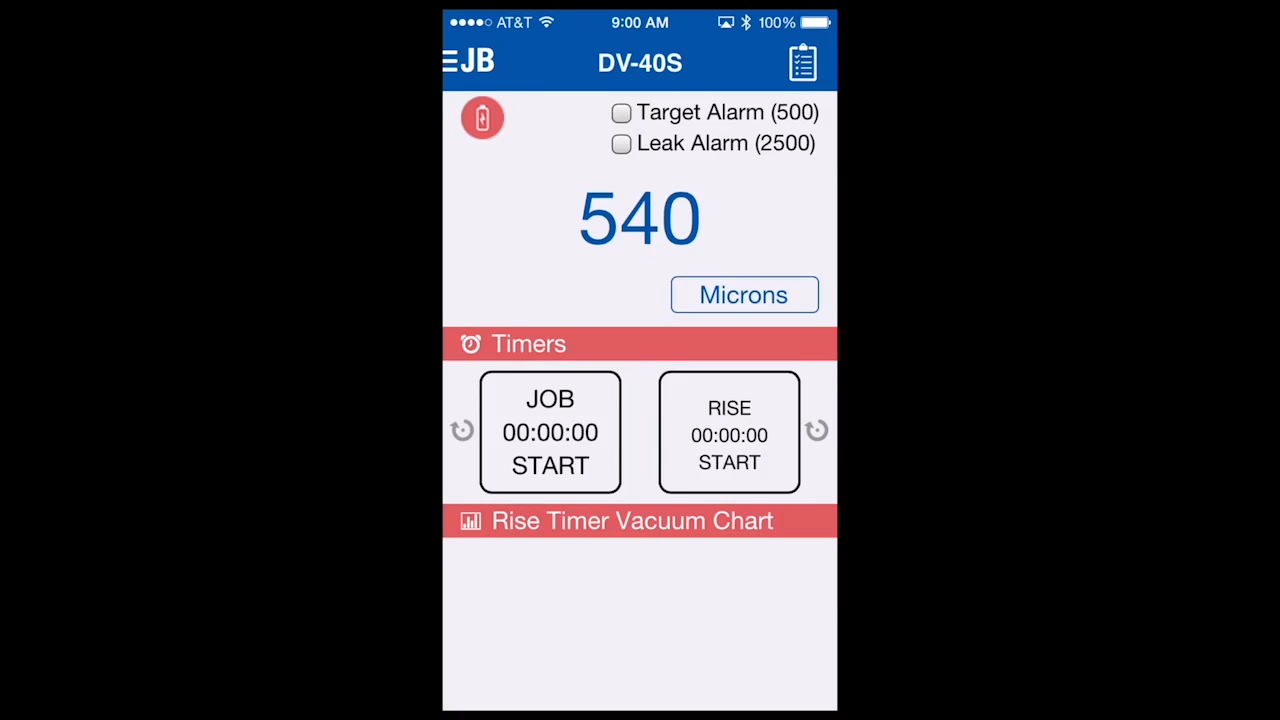 AT&T 9:00 AM 100%
JB DV-40S
Target Alarm (500)
Leak Alarm (2500)
540
Microns
Timers
JOB
00:00:00
START
RISE
00:00:00
START
Rise Timer Vacuum Chart